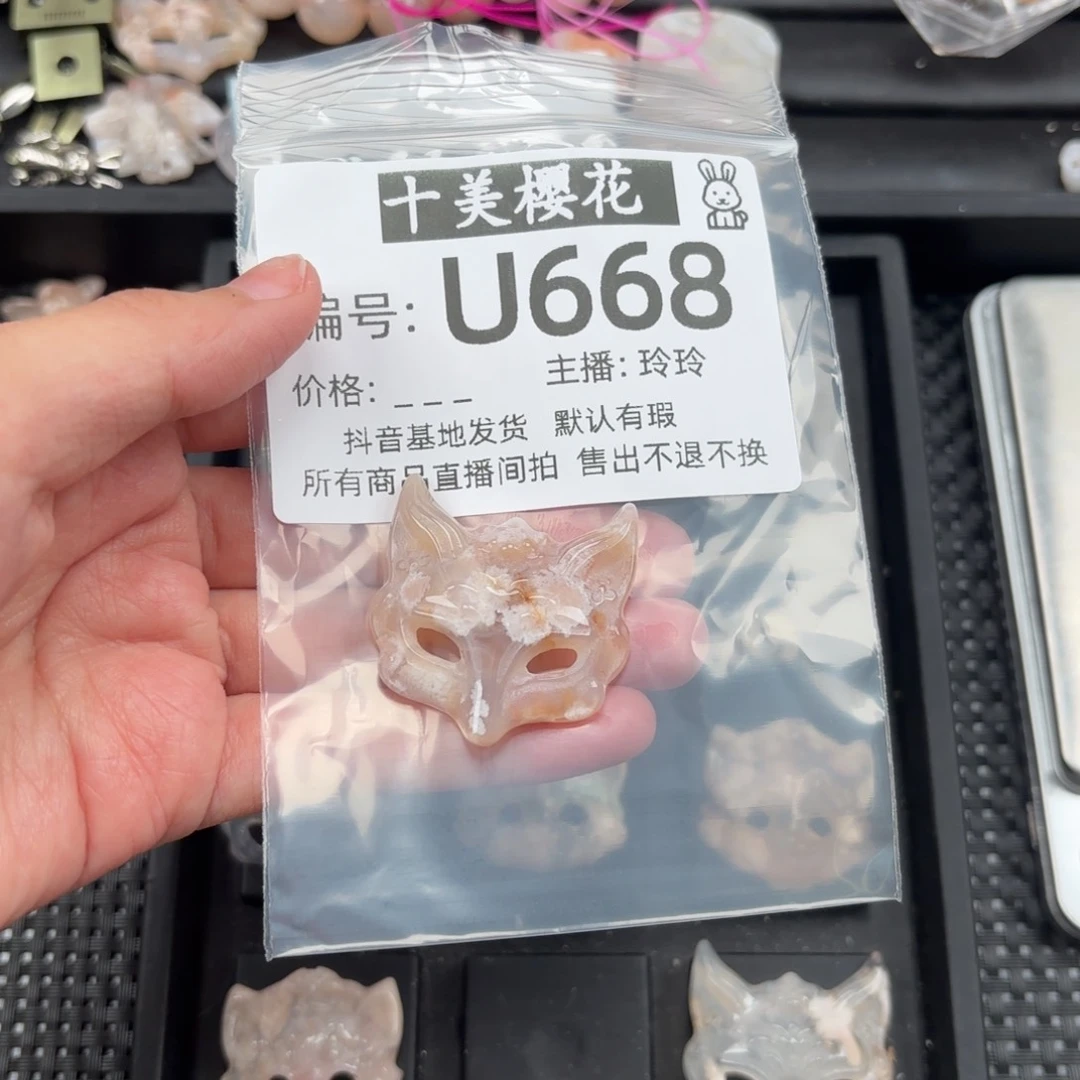 十美樱花
编号: U668
主播: 玲玲
价格: _ _ _
抖音基地发货 默认有瑕
所有商品直播间拍 售出不退不换